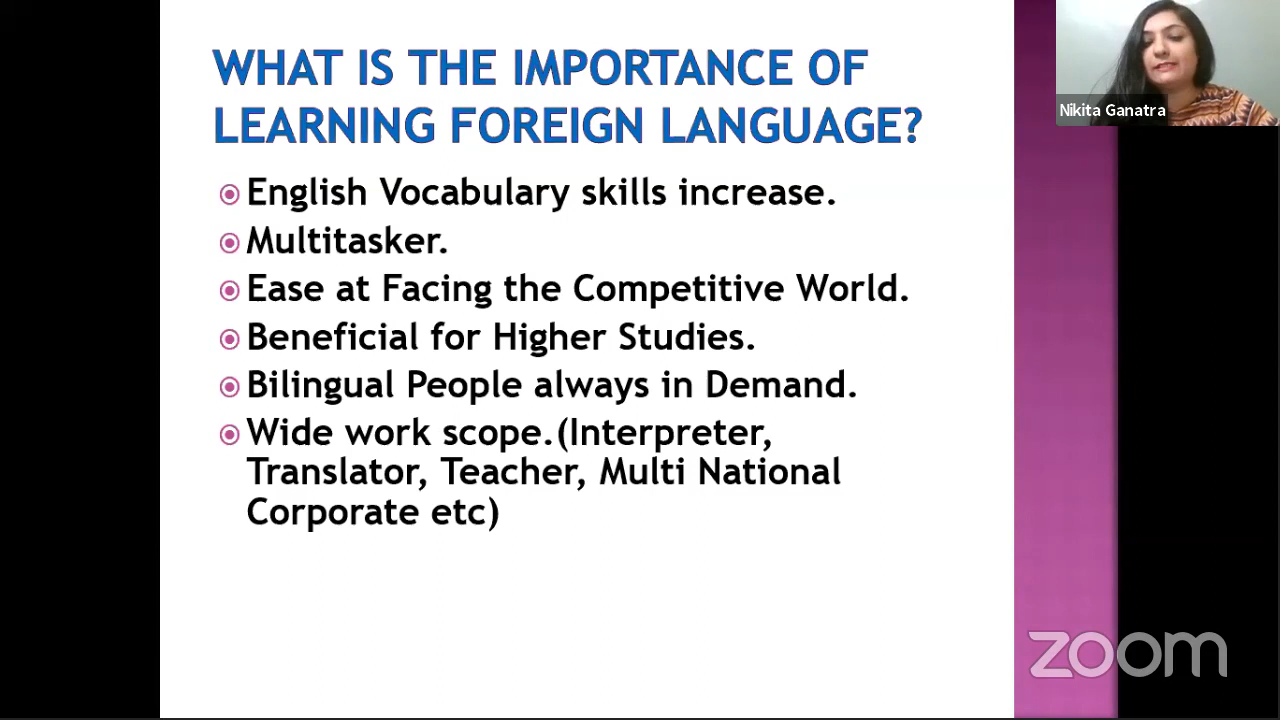 WHAT IS THE IMPORTANCE OF
LEARNING FOREIGN LANGUAGE?
English Vocabulary skills increase.
Multitasker.
Ease at Facing the Competitive World.
Beneficial for Higher Studies.
Bilingual People always in Demand.
Wide work scope.(Interpreter,
Translator, Teacher, Multi National
Corporate etc)
Nikita Ganatra
zoom